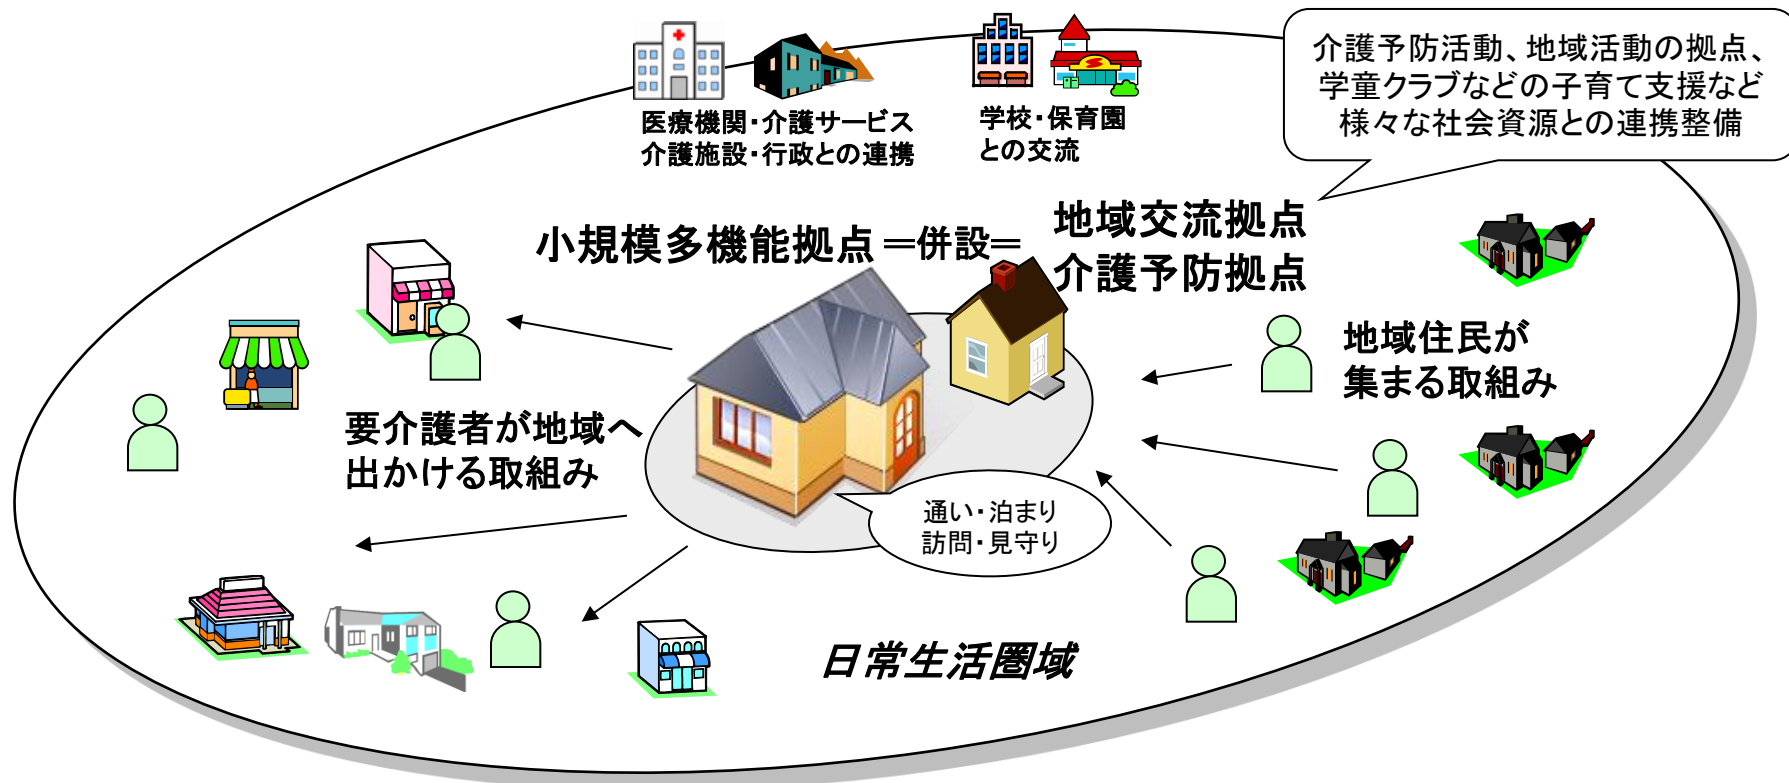 介護予防活動、地域活動の拠点、
学童クラブなどの子育て支援など
様々な社会資源との連携整備
医療機関・介護サービス
介護施設・行政との連携
学校・保育園
との交流
小規模多機能拠点＝併設＝
地域交流拠点
介護予防拠点
地域住民が
集まる取組み
要介護者が地域へ
出かける取組み
通い・泊まり
訪問・見守り
日常生活圏域